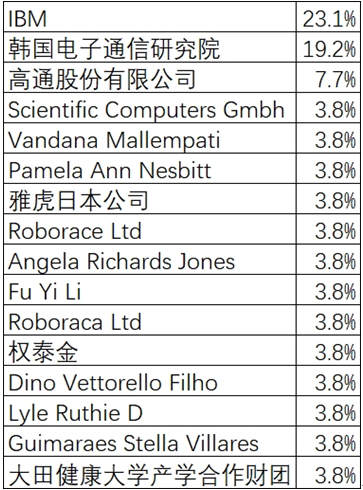 IBM 23.1%
韩国电子通信研究院 19.2%
高通股份有限公司 7.7%
Scientific Computers Gmbh 3.8%
Vandana Mallempati 3.8%
Pamela Ann Nesbitt 3.8%
雅虎日本公司 3.8%
Roborace Ltd 3.8%
Angela Richards Jones 3.8%
Fu Yi Li 3.8%
Roboraca Ltd 3.8%
权泰金 3.8%
Dino Vettorello Filho 3.8%
Lyle Ruthie D 3.8%
Guimaraes Stella Villares 3.8%
大田健康大学产学合作财团 3.8%